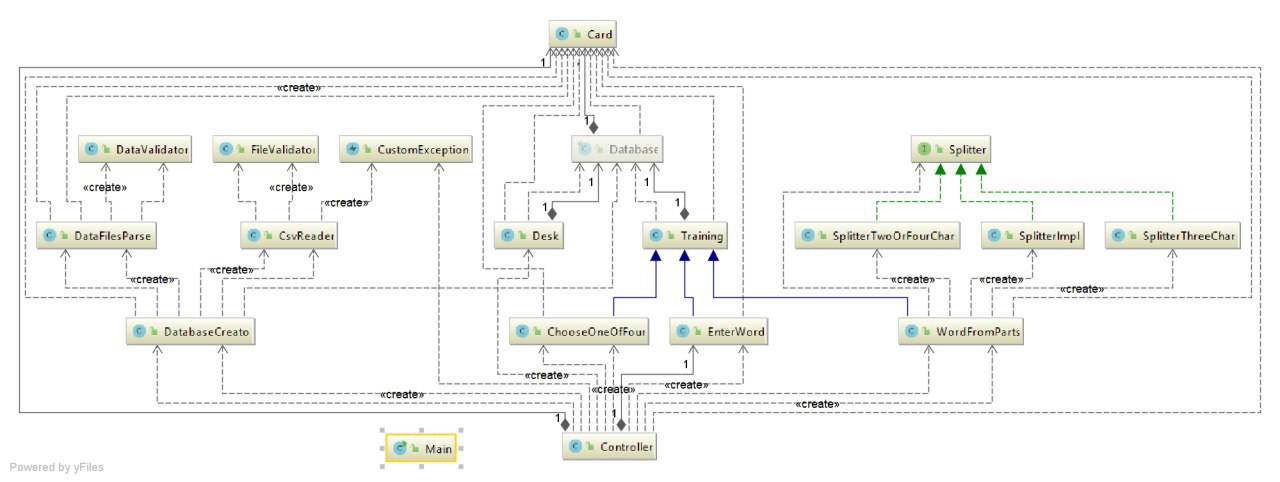 Card
1
1
«create»
1
DataValidator
FileValidator
CustomException
Database
Splitter
«create»
«create»
1
1
«create»
1
1
DataFilesParse
CsvReader
Desk
Training
SplitterTwoOrFourChar
SplitterImpl
SplitterThreeChar
«create»
«create»
«create»
«create»
DatabaseCreato
ChooseOneOfFour
EnterWord
WordFromParts
1
«create»
«create»
«create»
«create»
«create»
1
1
Main
Controller
Powered by yFiles